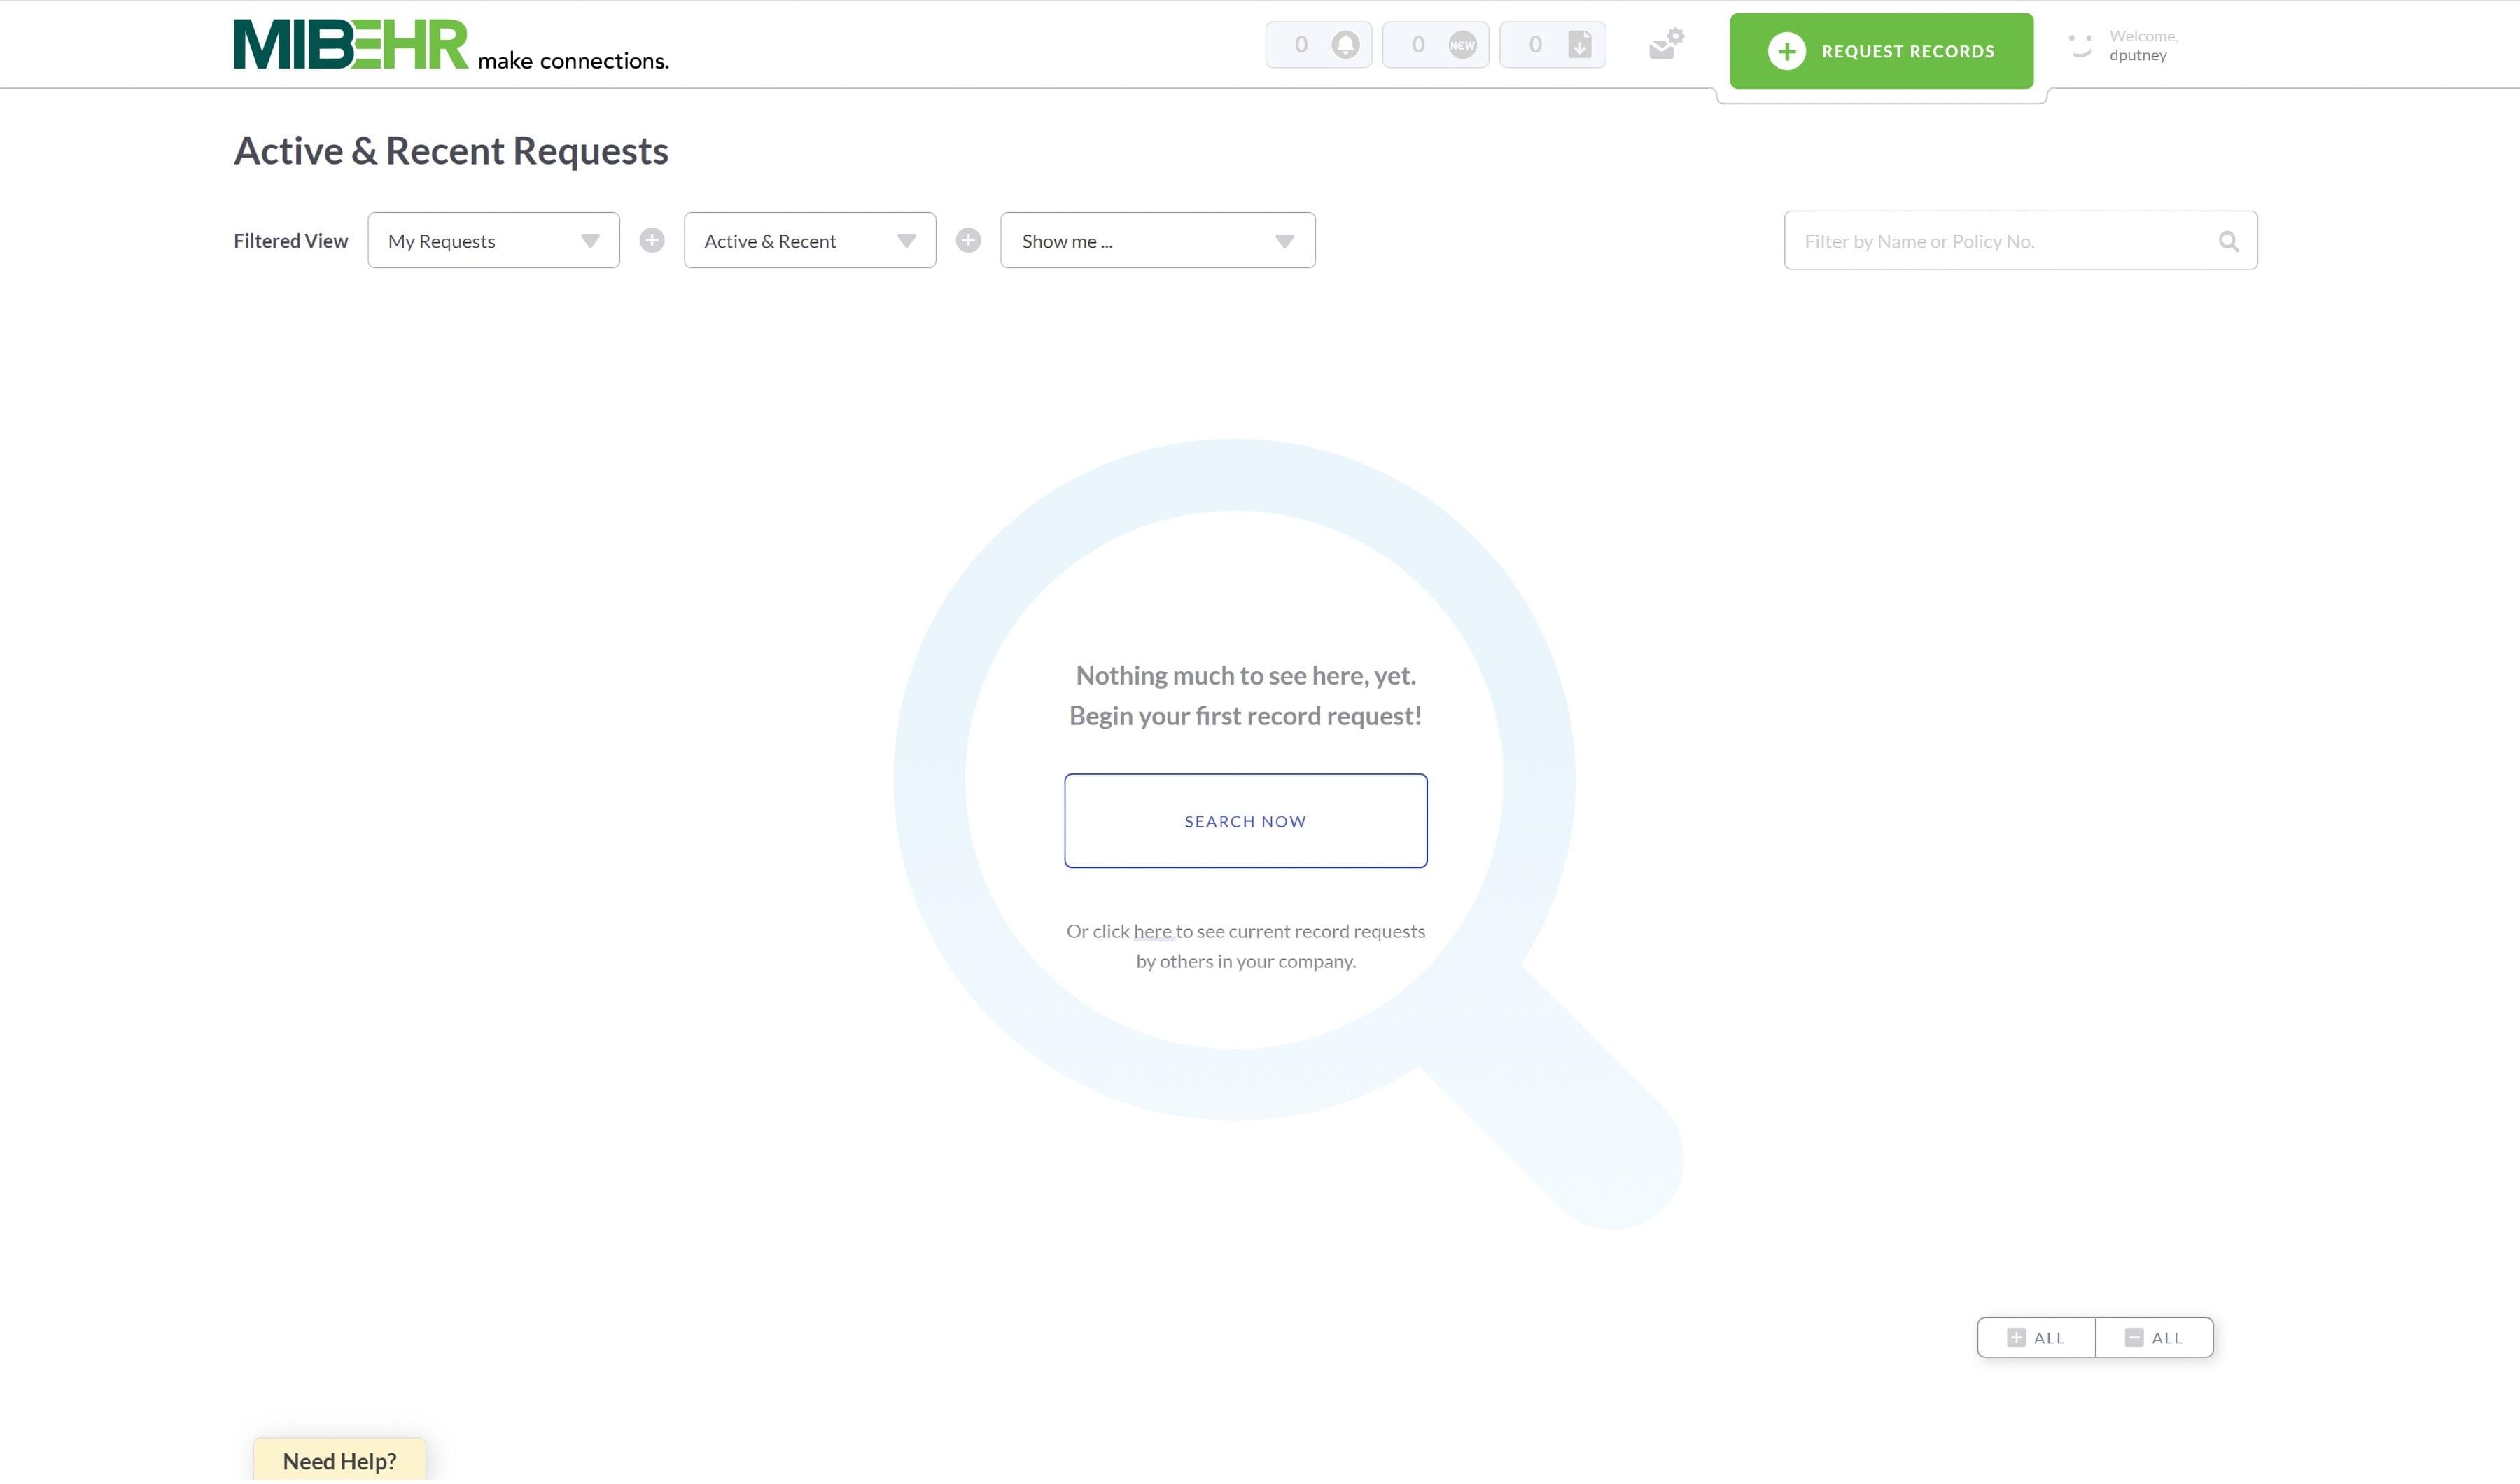 MIBEHR make connections.
0 0 NEW 0
REQUEST RECORDS
Welcome,
dputney
Active & Recent Requests
Filtered View My Requests Active & Recent Show me ... Filter by Name or Policy No.
Nothing much to see here, yet.
Begin your first record request!
SEARCH NOW
Or click here to see current record requests
by others in your company.
ALL ALL
Need Help?